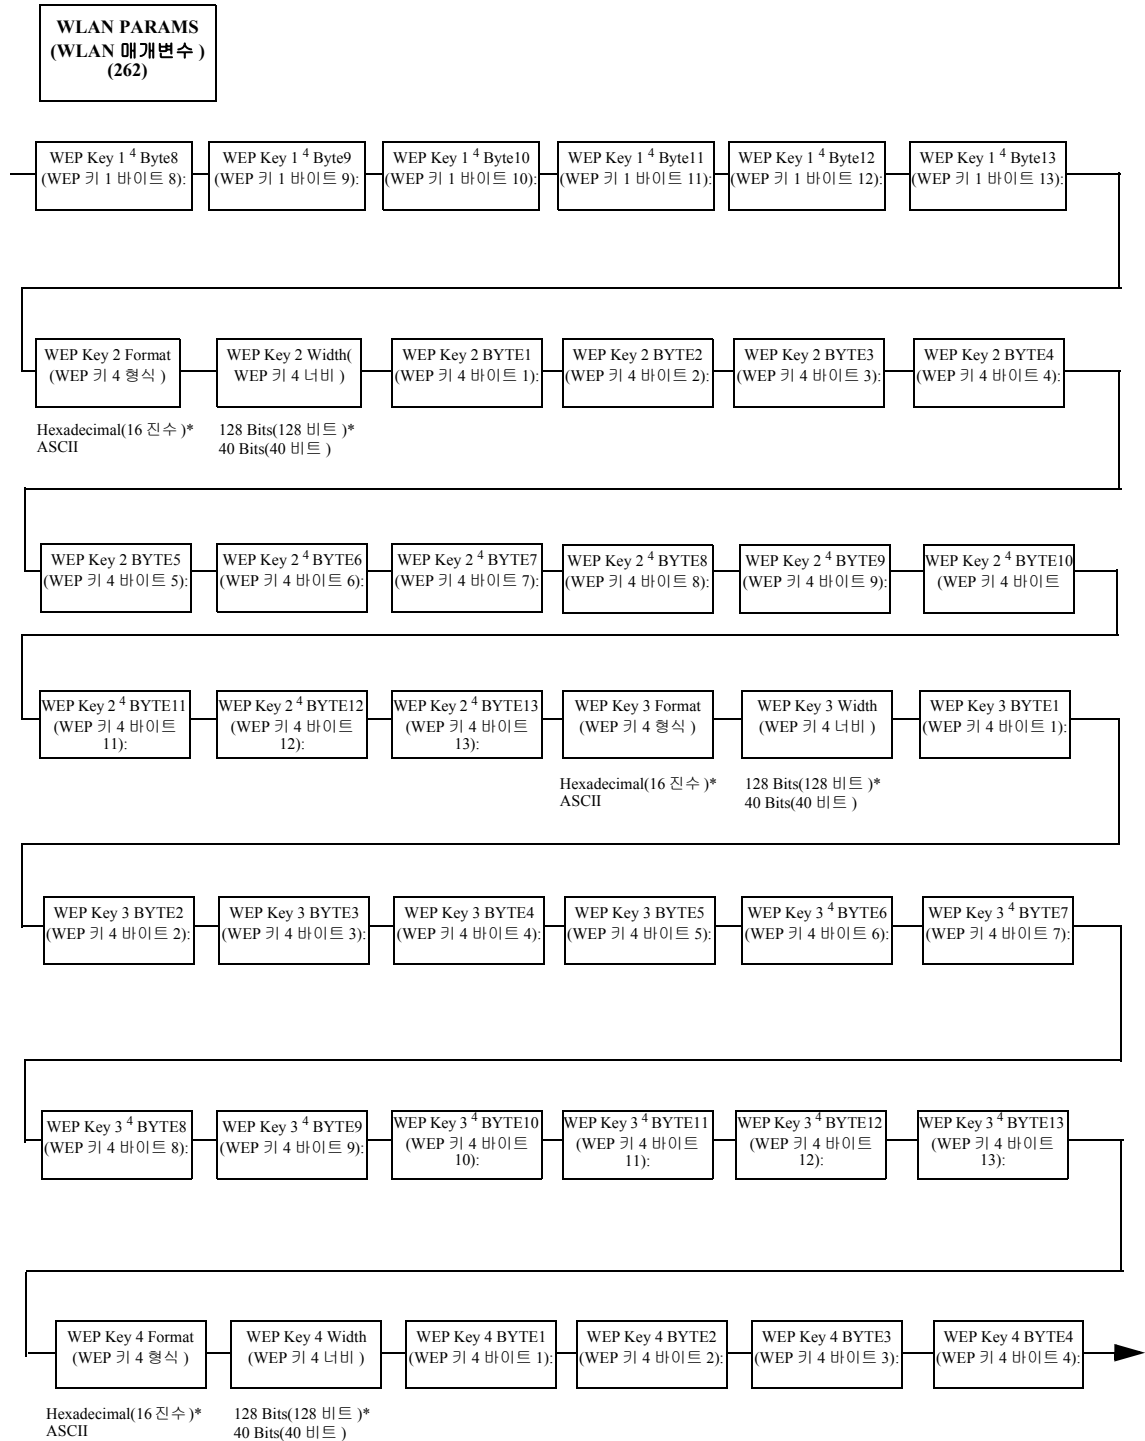 WLAN PARAMS
(WLAN 매개변수 )
(262)
WEP Key 1 4 Byte8
(WEP 키 1 바이트 8):
WEP Key 1 4 Byte9
(WEP 키 1 바이트 9):
WEP Key 1 4 Byte10
(WEP 키 1 바이트 10):
WEP Key 1 4 Byte11
(WEP 키 1 바이트 11):
WEP Key 1 4 Byte12
(WEP 키 1 바이트 12):
WEP Key 1 4 Byte13
(WEP 키 1 바이트 13):
WEP Key 2 Format
(WEP 키 4 형식 )
Hexadecimal(16 진수 )*
ASCII
WEP Key 2 Width(
WEP 키 4 너비 )
128 Bits(128 비트 )*
40 Bits(40 비트 )
WEP Key 2 BYTE1
(WEP 키 4 바이트 1):
WEP Key 2 BYTE2
(WEP 키 4 바이트 2):
WEP Key 2 BYTE3
(WEP 키 4 바이트 3):
WEP Key 2 BYTE4
(WEP 키 4 바이트 4):
WEP Key 2 BYTE5
(WEP 키 4 바이트 5):
WEP Key 2 4 BYTE6
(WEP 키 4 바이트 6):
WEP Key 2 4 BYTE7
(WEP 키 4 바이트 7):
WEP Key 2 4 BYTE8
(WEP 키 4 바이트 8):
WEP Key 2 4 BYTE9
(WEP 키 4 바이트 9):
WEP Key 2 4 BYTE10
(WEP 키 4 바이트
WEP Key 2 4 BYTE11
(WEP 키 4 바이트
11):
WEP Key 2 4 BYTE12
(WEP 키 4 바이트
12):
WEP Key 2 4 BYTE13
(WEP 키 4 바이트
13):
WEP Key 3 Format
(WEP 키 4 형식 )
Hexadecimal(16 진수 )*
ASCII
WEP Key 3 Width
(WEP 키 4 너비 )
128 Bits(128 비트 )*
40 Bits(40 비트 )
WEP Key 3 BYTE1
(WEP 키 4 바이트 1):
WEP Key 3 BYTE2
(WEP 키 4 바이트 2):
WEP Key 3 BYTE3
(WEP 키 4 바이트 3):
WEP Key 3 BYTE4
(WEP 키 4 바이트 4):
WEP Key 3 BYTE5
(WEP 키 4 바이트 5):
WEP Key 3 4 BYTE6
(WEP 키 4 바이트 6):
WEP Key 3 4 BYTE7
(WEP 키 4 바이트 7):
WEP Key 3 4 BYTE8
(WEP 키 4 바이트 8):
WEP Key 3 4 BYTE9
(WEP 키 4 바이트 9):
WEP Key 3 4 BYTE10
(WEP 키 4 바이트
10):
WEP Key 3 4 BYTE11
(WEP 키 4 바이트
11):
WEP Key 3 4 BYTE12
(WEP 키 4 바이트
12):
WEP Key 3 4 BYTE13
(WEP 키 4 바이트
13):
WEP Key 4 Format
(WEP 키 4 형식 )
Hexadecimal(16 진수 )*
ASCII
WEP Key 4 Width
(WEP 키 4 너비 )
128 Bits(128 비트 )*
40 Bits(40 비트 )
WEP Key 4 BYTE1
(WEP 키 4 바이트 1):
WEP Key 4 BYTE2
(WEP 키 4 바이트 2):
WEP Key 4 BYTE3
(WEP 키 4 바이트 3):
WEP Key 4 BYTE4
(WEP 키 4 바이트 4):